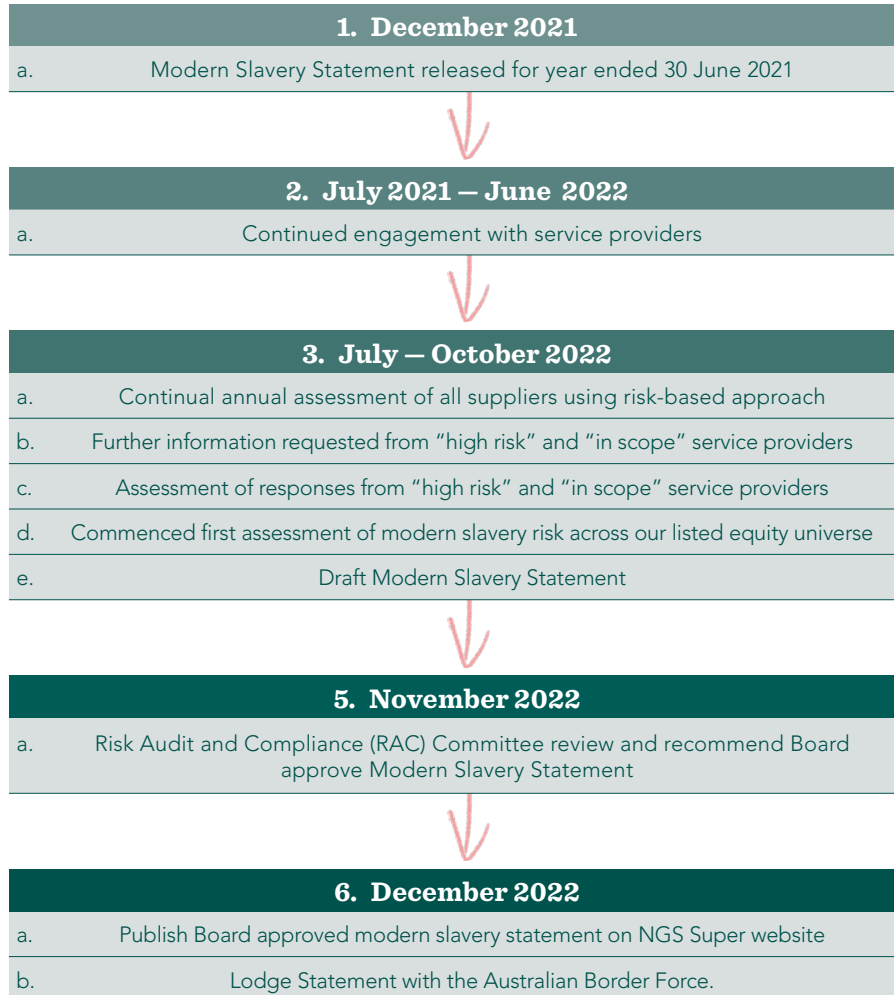 1. December 2021
a. Modern Slavery Statement released for year ended 30 June 2021
2. July 2021 — June 2022
a. Continued engagement with service providers
3. July — October 2022
a. Continual annual assessment of all suppliers using risk-based approach
b. Further information requested from “high risk” and “in scope” service providers
c. Assessment of responses from “high risk” and “in scope” service providers
d. Commenced first assessment of modern slavery risk across our listed equity universe
e. Draft Modern Slavery Statement
5. November 2022
a. Risk Audit and Compliance (RAC) Committee review and recommend Board
approve Modern Slavery Statement
6. December 2022
a. Publish Board approved modern slavery statement on NGS Super website
b. Lodge Statement with the Australian Border Force.